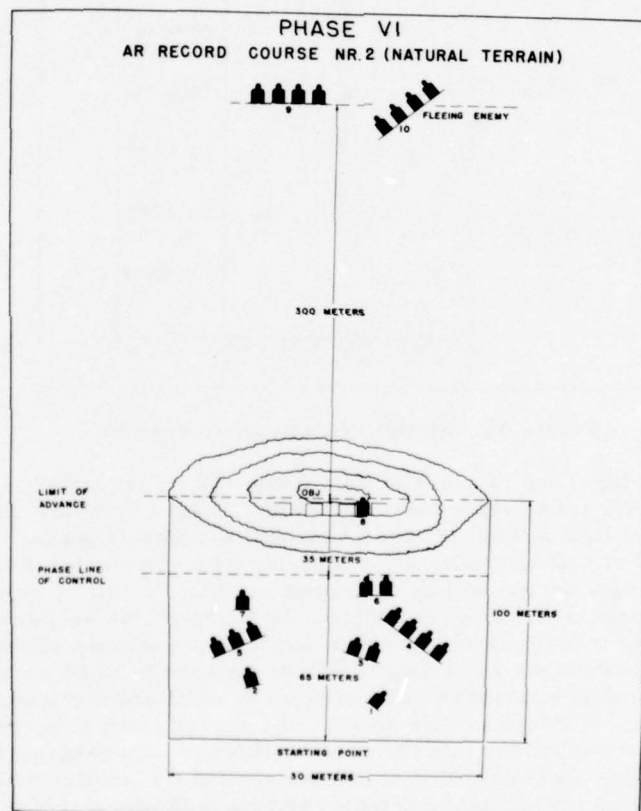 PHASE VI
AR RECORD COURSE NR. 2 (NATURAL TERRAIN)
9
10
FLEEING ENEMY
300 METERS
LIMIT OF
ADVANCE
OBJ
8
35 METERS
PHASE LINE
OF CONTROL
6
7
100 METERS
5
4
3
2
65 METERS
1
STARTING POINT
30 METERS